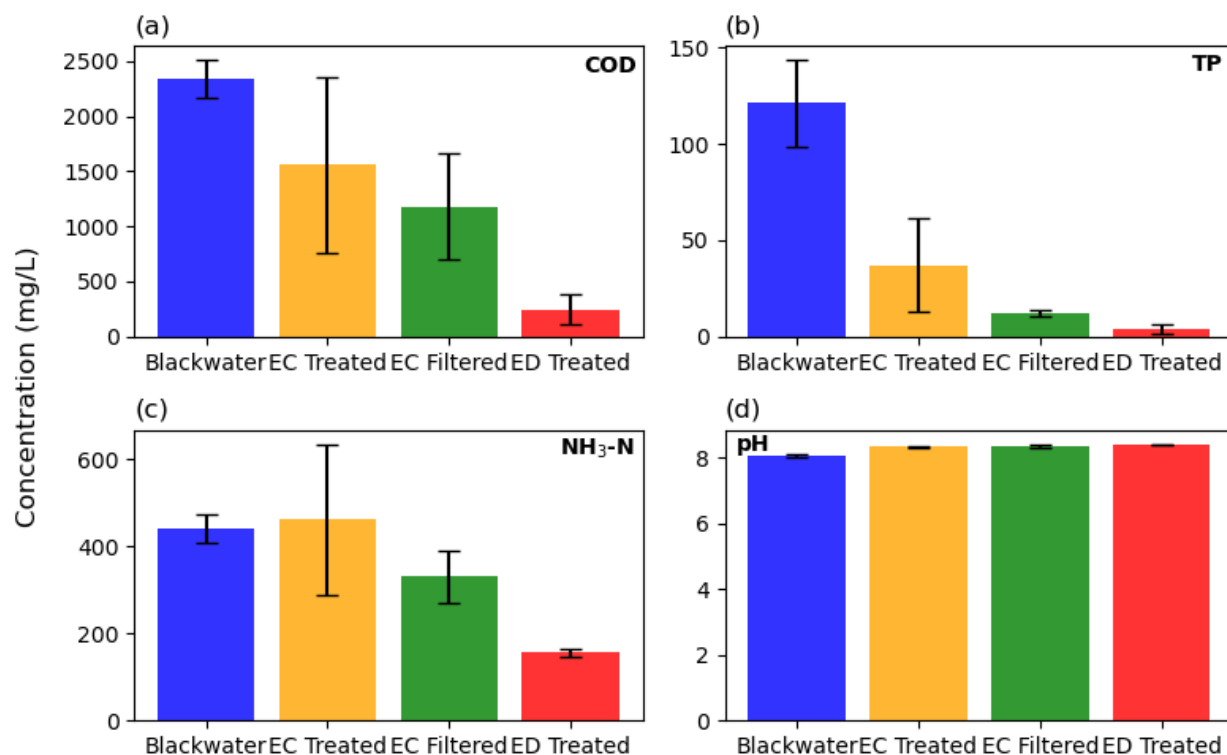 (a)
COD
2500
2000
1500
1000
500
0
Blackwater EC Treated EC Filtered ED Treated
(b)
TP
150
100
50
0
Blackwater EC Treated EC Filtered ED Treated
Concentration (mg/L)
(c)
NH₃-N
600
400
200
0
Blackwater EC Treated EC Filtered ED Treated
(d)
pH
8
6
4
2
0
Blackwater EC Treated EC Filtered ED Treated